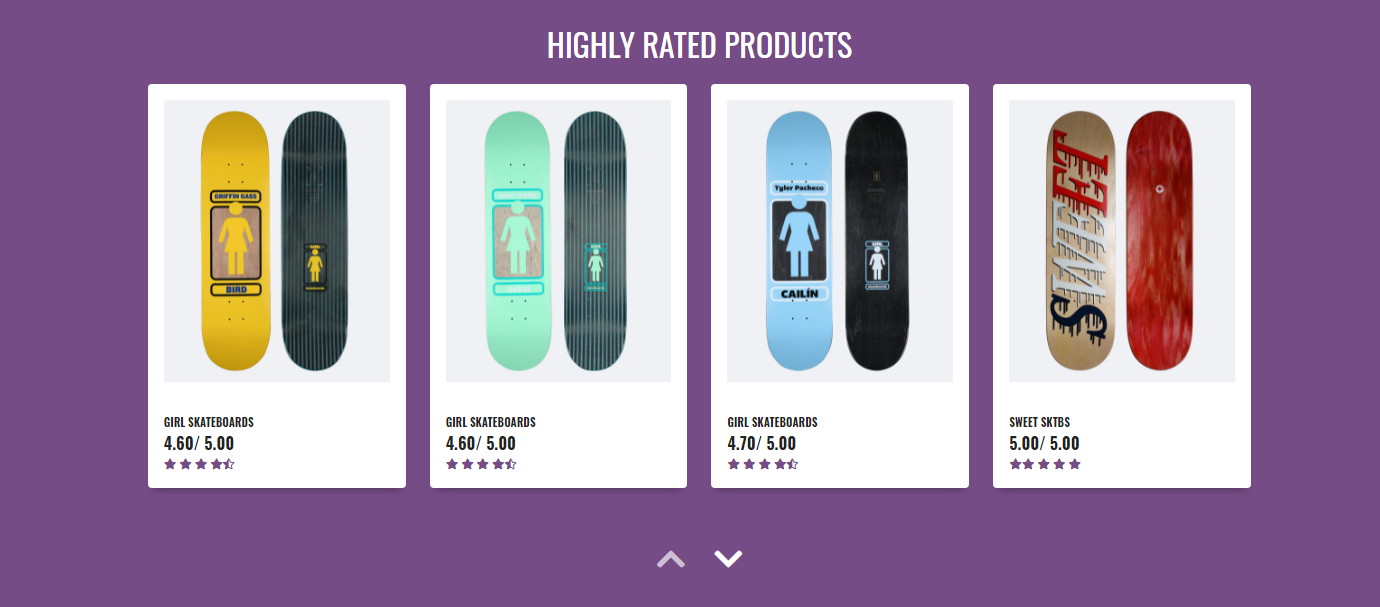 HIGHLY RATED PRODUCTS
GRIFFIN GASS
BIRD
Tyler Pacheco
CAILÍN
SWEET
GIRL SKATEBOARDS
4.60/ 5.00
GIRL SKATEBOARDS
4.60/ 5.00
GIRL SKATEBOARDS
4.70/ 5.00
SWEET SKTBS
5.00/ 5.00